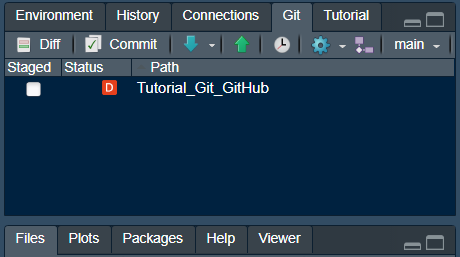 Environment History Connections Git Tutorial
Diff Commit main
Staged Status Path
D Tutorial_Git_GitHub
Files Plots Packages Help Viewer